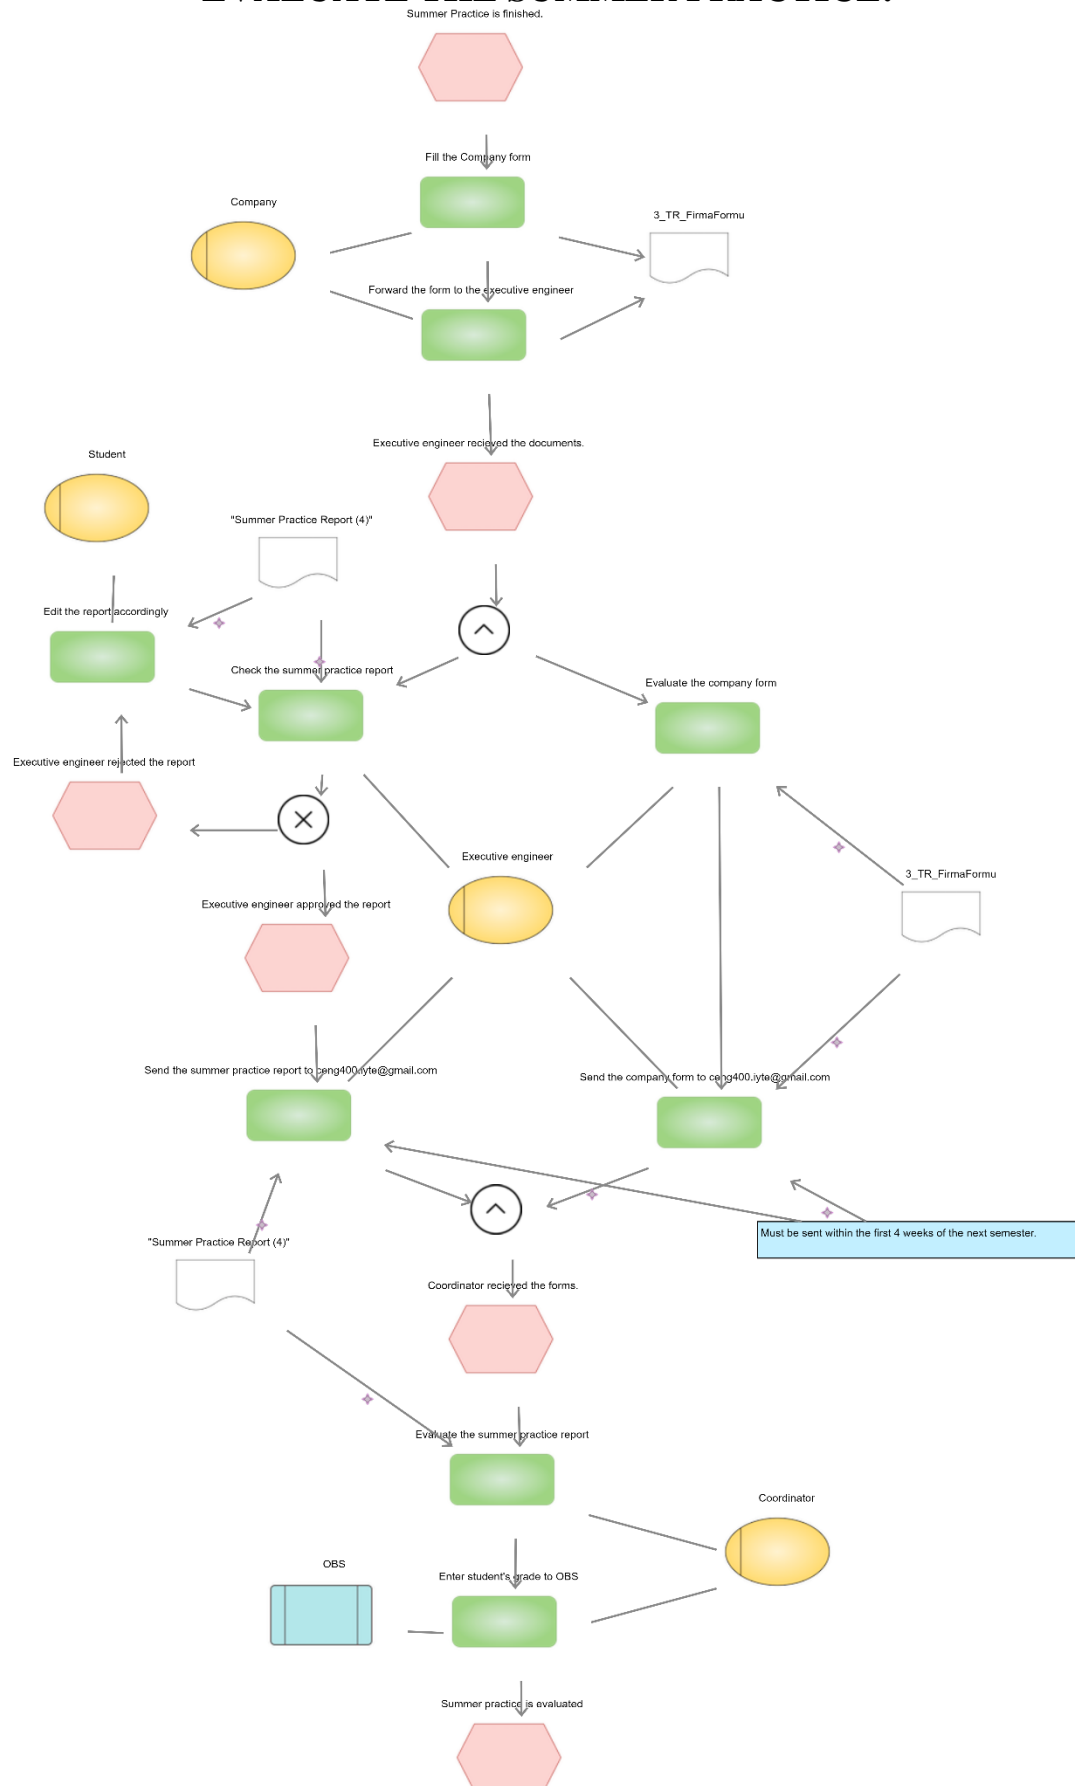 EVALUATE THE SUMMER PRACTICE:
Summer Practice is finished.
Fill the Company form
Company
3_TR_FirmaFormu
Forward the form to the executive engineer
Executive engineer recieved the documents.
Student
"Summer Practice Report (4)"
Edit the report accordingly
Check the summer practice report
Evaluate the company form
Executive engineer rejected the report
Executive engineer
3_TR_FirmaFormu
Executive engineer approved the report
Send the summer practice report to ceng400.iyte@gmail.com
Send the company form to ceng400.iyte@gmail.com
Must be sent within the first 4 weeks of the next semester.
"Summer Practice Report (4)"
Coordinator recieved the forms.
Evaluate the summer practice report
Coordinator
OBS
Enter student's grade to OBS
Summer practice is evaluated